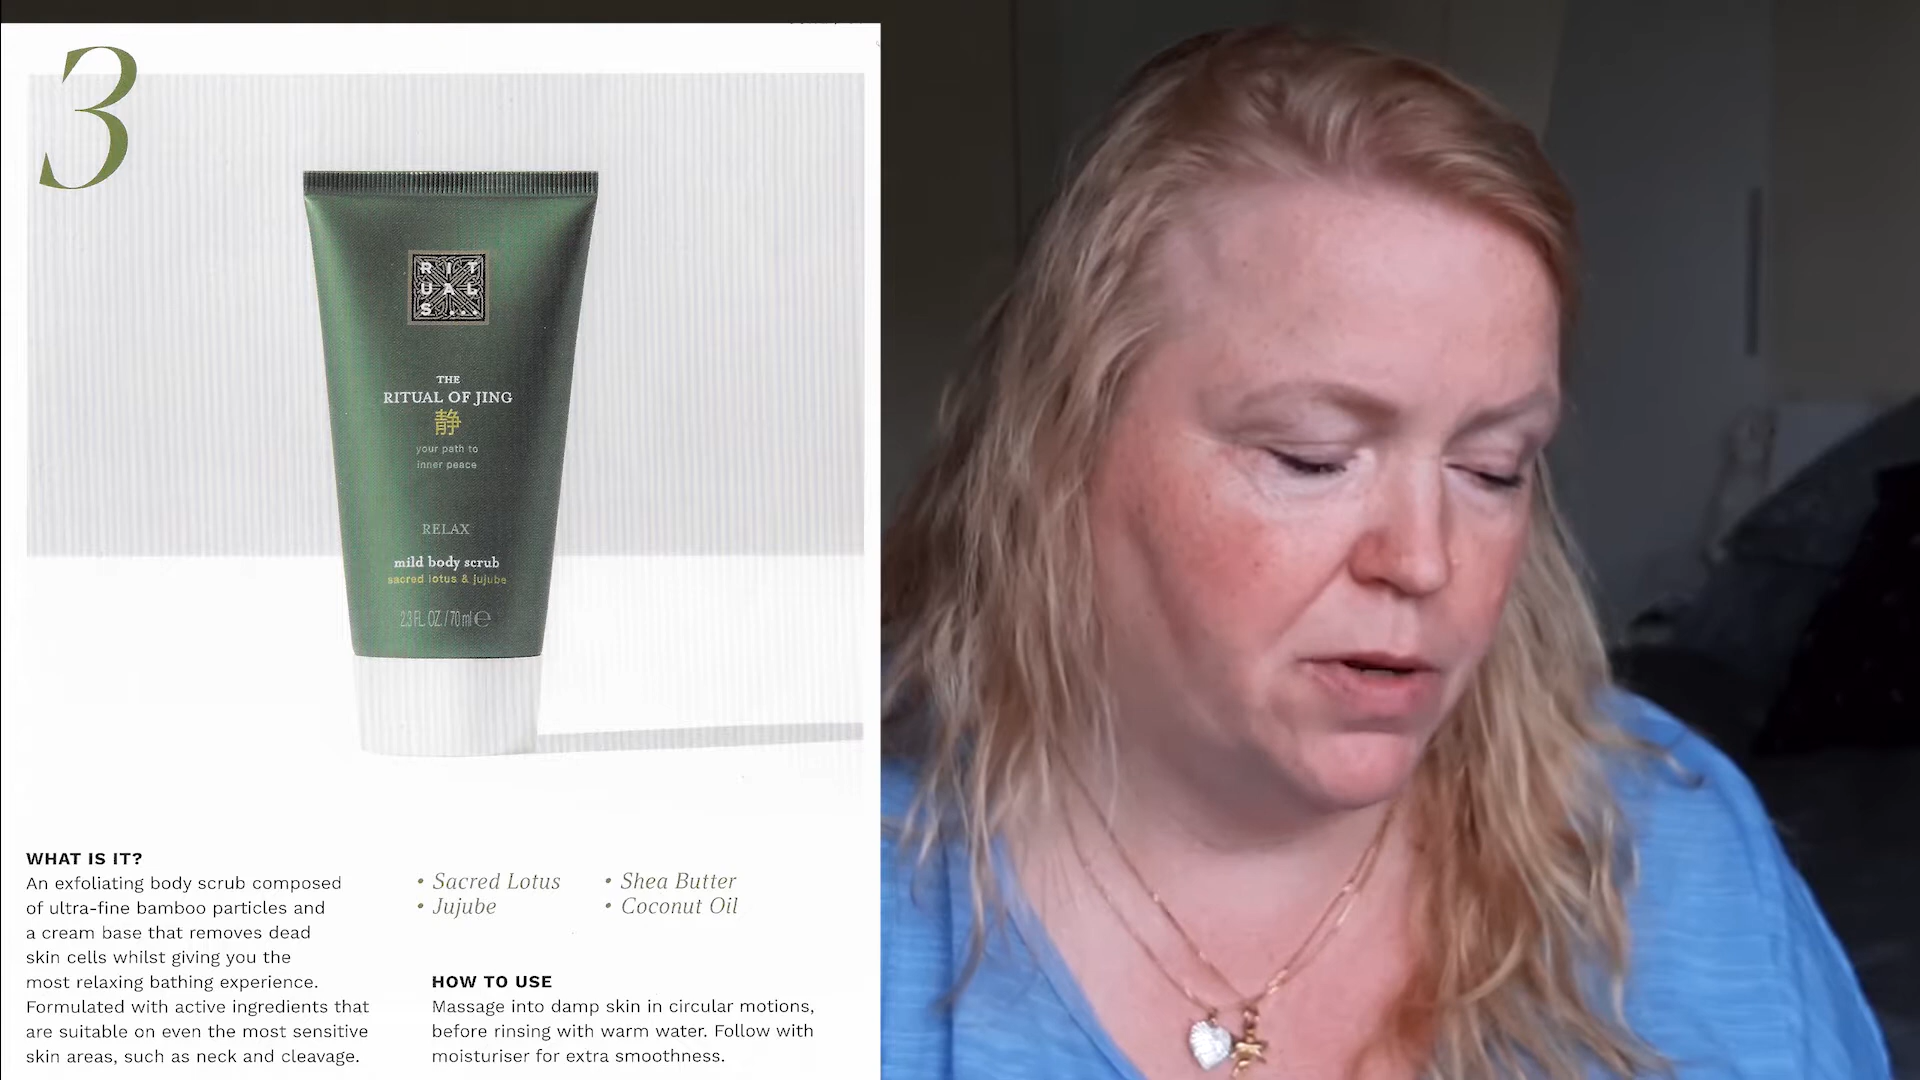 3
RIT
UAL
S...
THE
RITUAL OF JING
静
your path to
inner peace
RELAX
mild body scrub
sacred lotus & jujube
2.3 FL. OZ. / 70 ml ℮
WHAT IS IT?
An exfoliating body scrub composed
of ultra-fine bamboo particles and
a cream base that removes dead
skin cells whilst giving you the
most relaxing bathing experience.
Formulated with active ingredients that
are suitable on even the most sensitive
skin areas, such as neck and cleavage.
• Sacred Lotus
• Jujube
• Shea Butter
• Coconut Oil
HOW TO USE
Massage into damp skin in circular motions,
before rinsing with warm water. Follow with
moisturiser for extra smoothness.